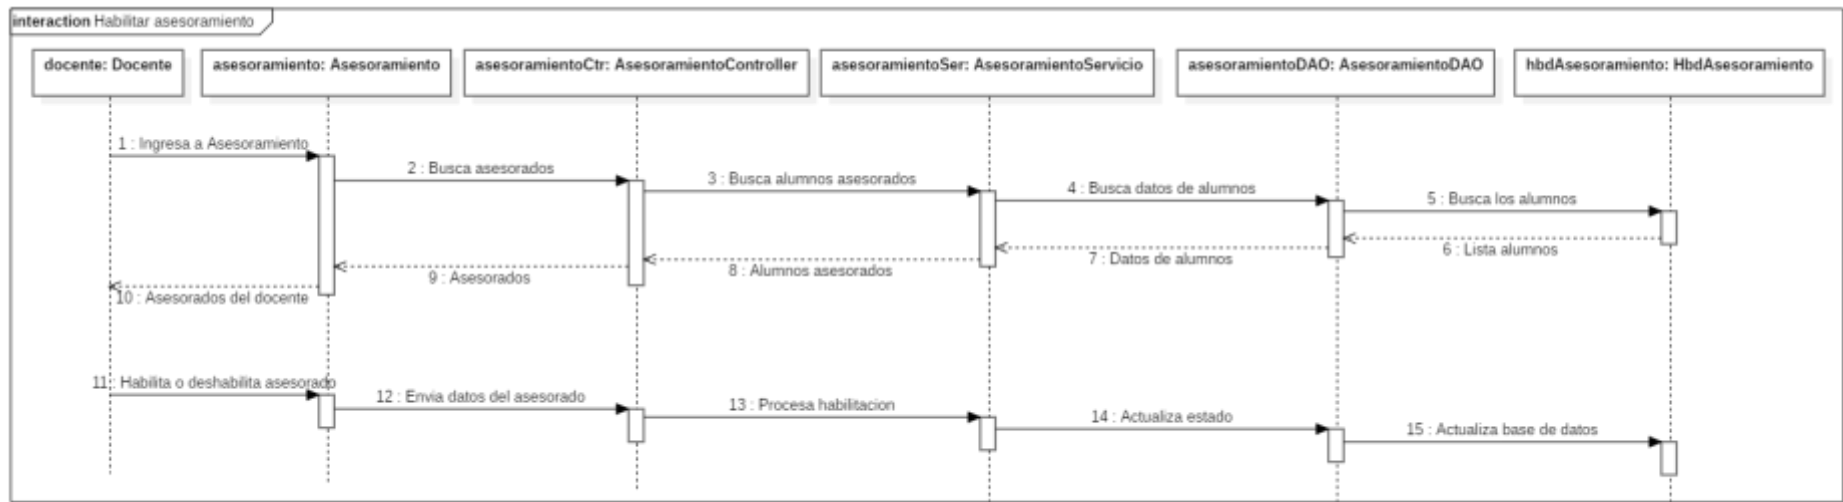 interaction Habilitar asesoramiento
docente: Docente
asesoramiento: Asesoramiento
asesoramientoCtr: AsesoramientoController
asesoramientoSer: AsesoramientoServicio
asesoramientoDAO: AsesoramientoDAO
hbdAsesoramiento: HbdAsesoramiento
1 : Ingresa a Asesoramiento
2 : Busca asesorados
3 : Busca alumnos asesorados
4 : Busca datos de alumnos
5 : Busca los alumnos
6 : Lista alumnos
7 : Datos de alumnos
8 : Alumnos asesorados
9 : Asesorados
10 : Asesorados del docente
11 : Habilita o deshabilita asesorado
12 : Envia datos del asesorado
13 : Procesa habilitacion
14 : Actualiza estado
15 : Actualiza base de datos